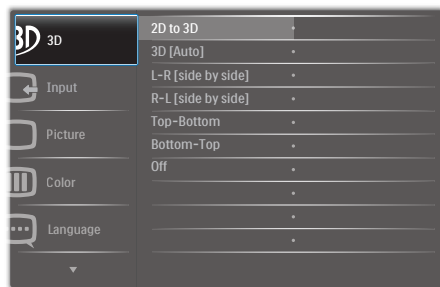 3D
3D
Input
Picture
Color
Language
2D to 3D
3D [Auto]
L-R [side by side]
R-L [side by side]
Top-Bottom
Bottom-Top
Off